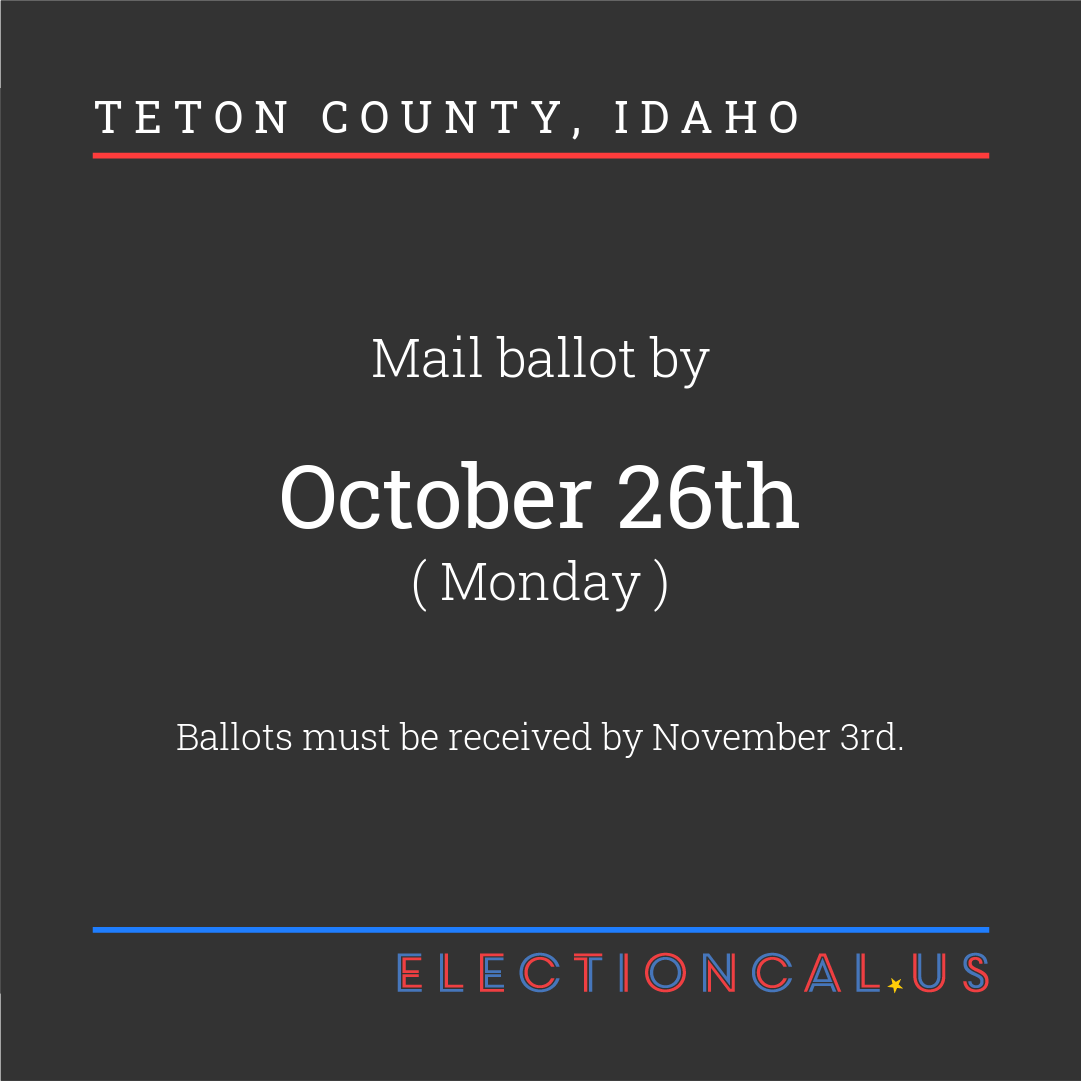 TETON COUNTY, IDAHO
Mail ballot by
October 26th
( Monday )
Ballots must be received by November 3rd.
ELECTIONCAL.US